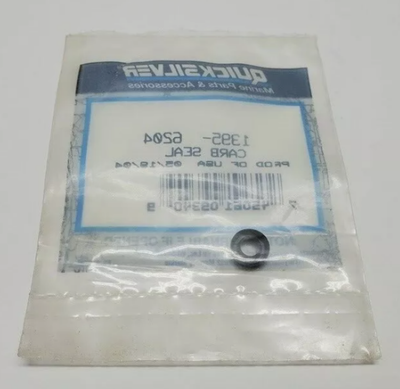 QUICKSILVER
Marine Parts & Accessories
1395- 6204
CARB SEAL
PROD OF USA 05/18/04